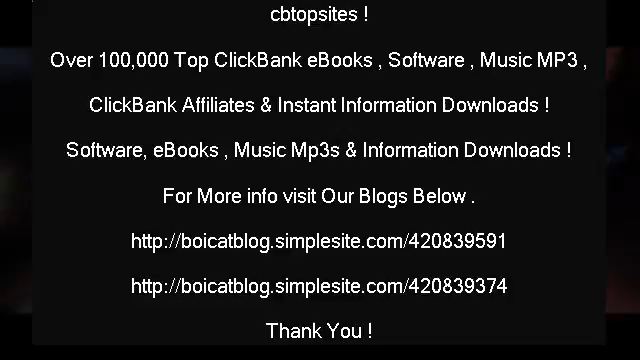 cbtopsites !
Over 100,000 Top ClickBank eBooks , Software , Music MP3 ,
ClickBank Affiliates & Instant Information Downloads !
Software, eBooks , Music Mp3s & Information Downloads !
For More info visit Our Blogs Below .
http://boicatblog.simplesite.com/420839591
http://boicatblog.simplesite.com/420839374
Thank You !